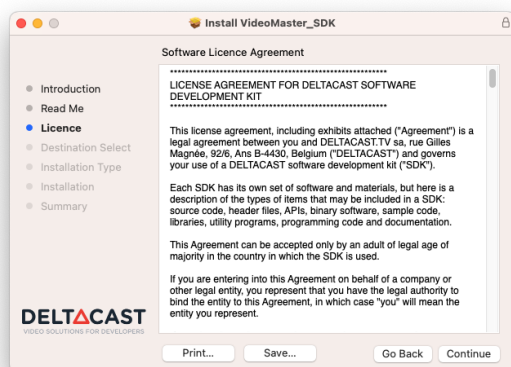 Install VideoMaster_SDK
Software Licence Agreement
Introduction
Read Me
Licence
Destination Select
Installation Type
Installation
Summary
*********************************************************
LICENSE AGREEMENT FOR DELTACAST SOFTWARE
DEVELOPMENT KIT
*********************************************************
This license agreement, including exhibits attached ("Agreement") is a
legal agreement between you and DELTACAST.TV sa, rue Gilles
Magnée, 92/6, Ans B-4430, Belgium ("DELTACAST") and governs
your use of a DELTACAST software development kit ("SDK").
Each SDK has its own set of software and materials, but here is a
description of the types of items that may be included in a SDK:
source code, header files, APIs, binary software, sample code,
libraries, utility programs, programming code and documentation.
This Agreement can be accepted only by an adult of legal age of
majority in the country in which the SDK is used.
If you are entering into this Agreement on behalf of a company or
other legal entity, you represent that you have the legal authority to
bind the entity to this Agreement, in which case "you" will mean the
entity you represent.
DELTACAST
VIDEO SOLUTIONS FOR DEVELOPERS
Print...
Save...
Go Back
Continue